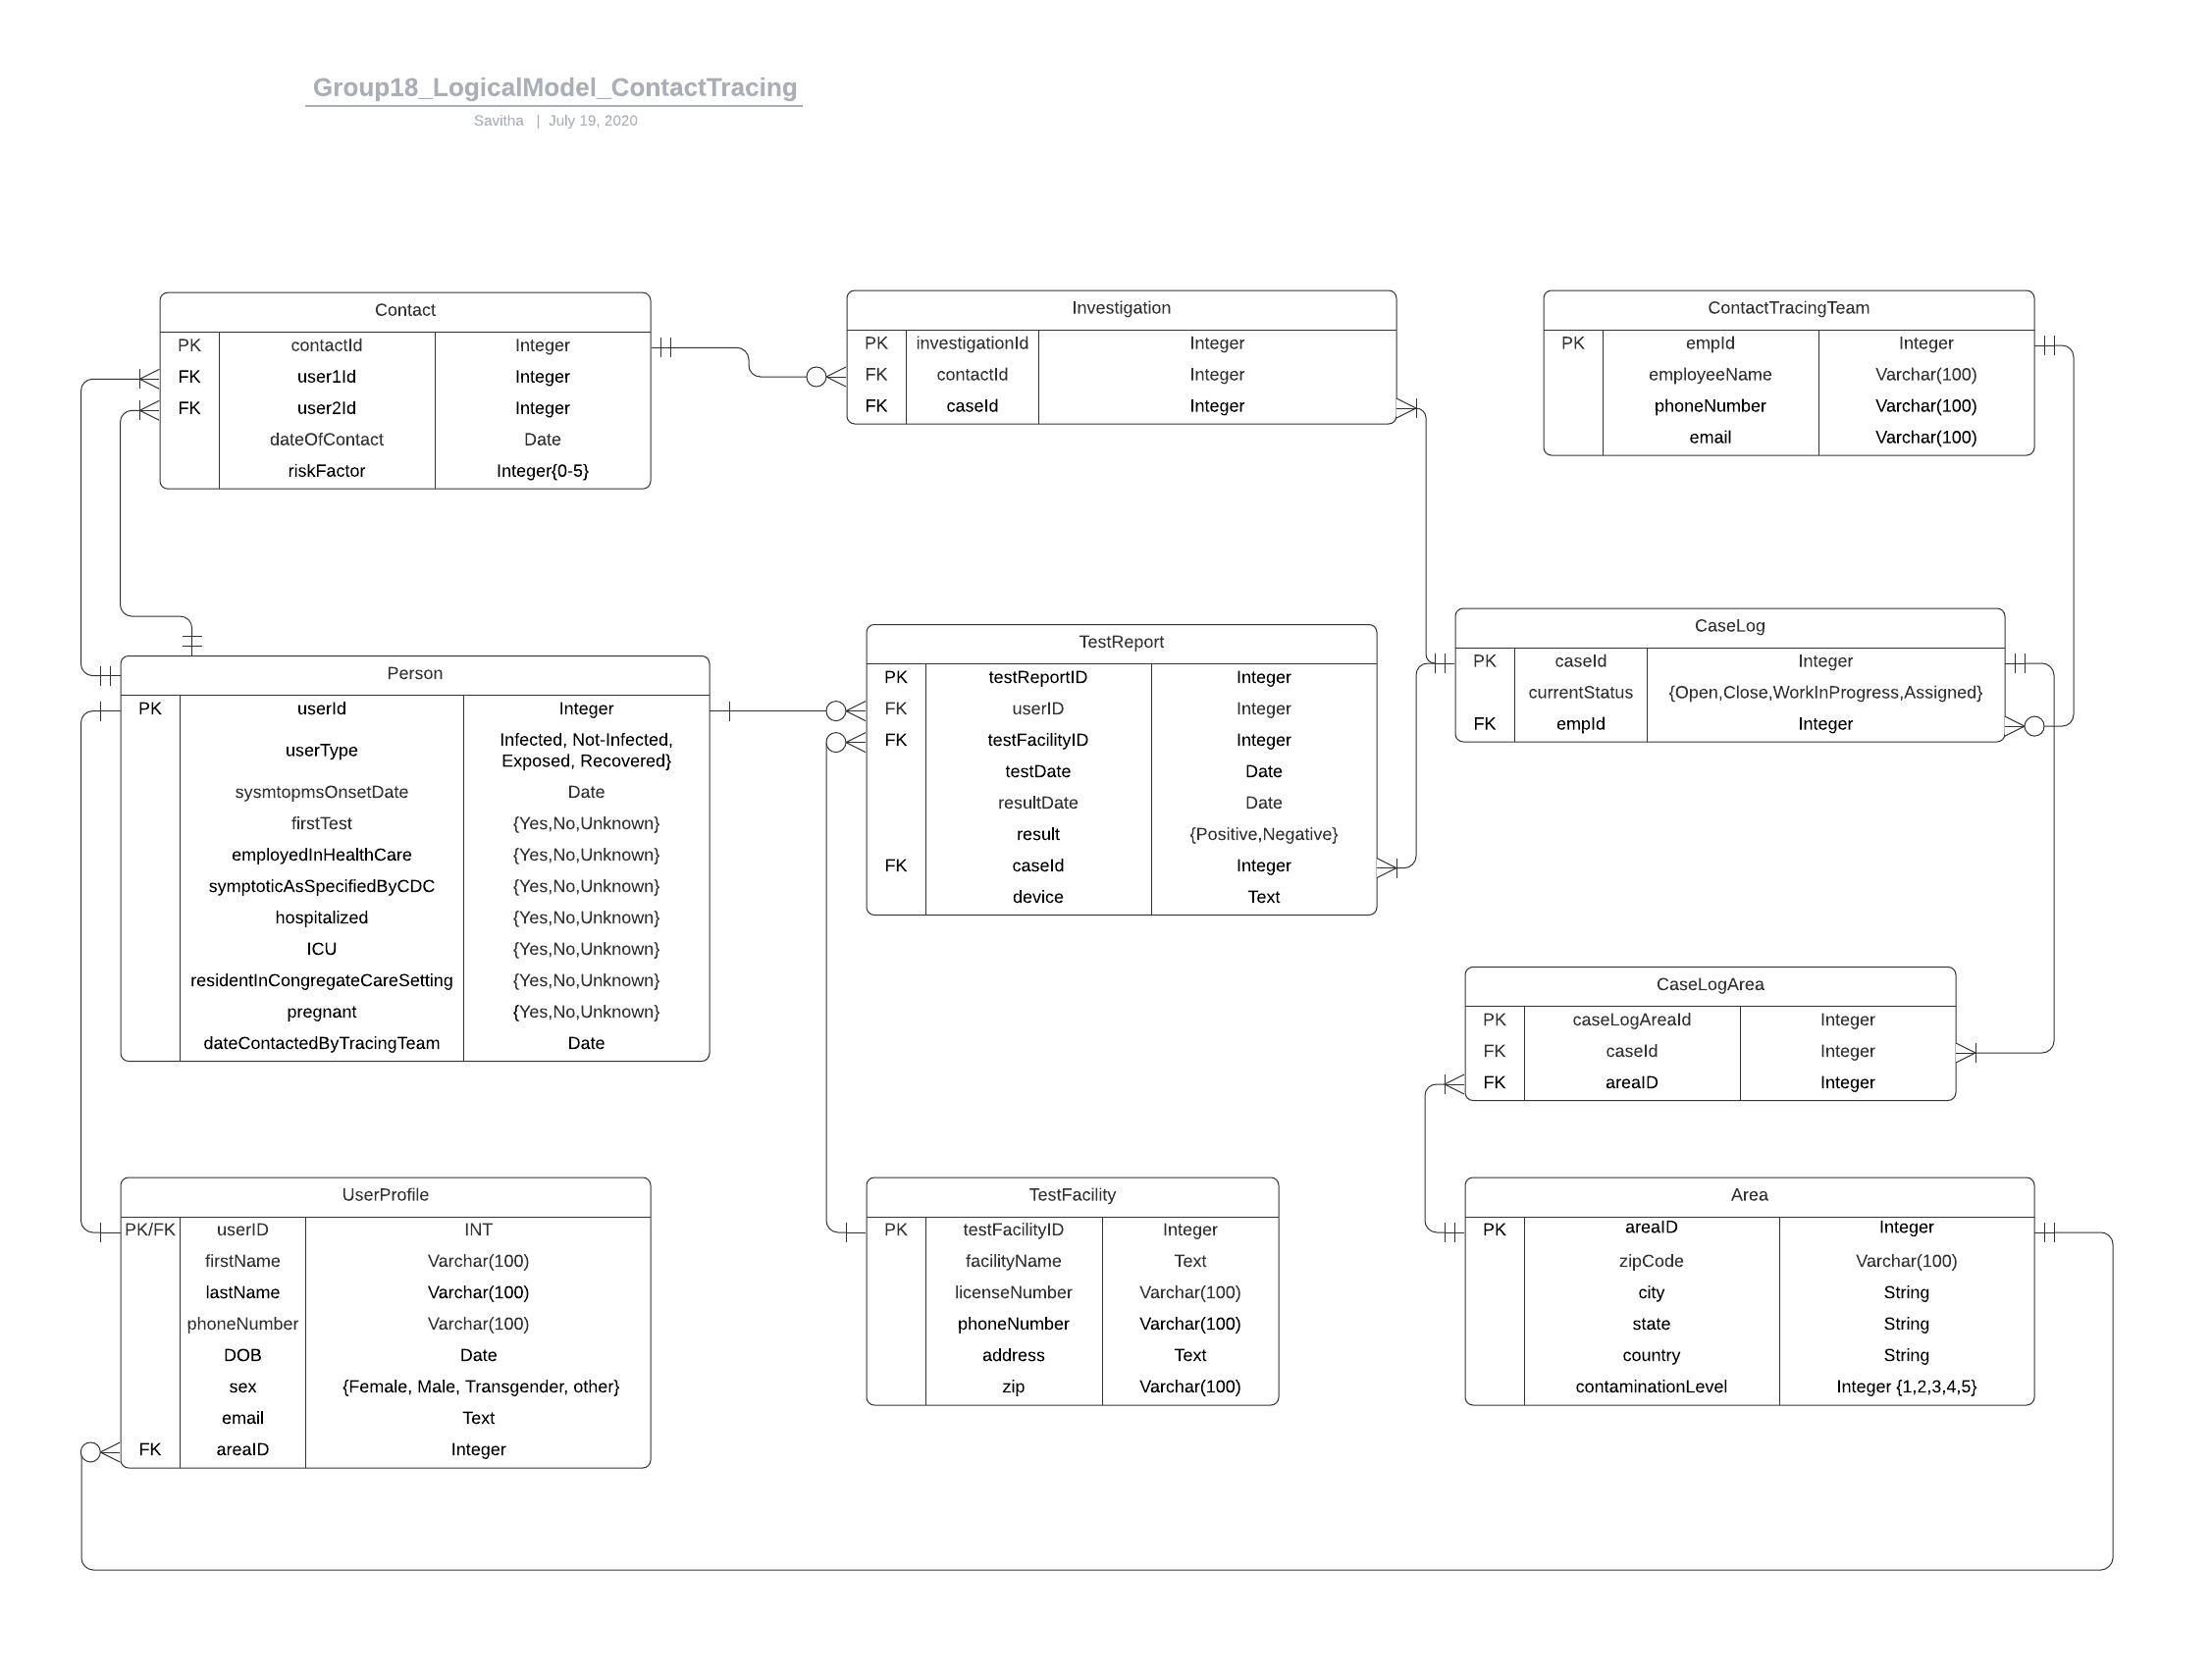 Group18_LogicalModel_ContactTracing
Savitha | July 19, 2020
Contact
PK contactId Integer
FK user1Id Integer
FK user2Id Integer
dateOfContact Date
riskFactor Integer{0-5}
Investigation
PK investigationId Integer
FK contactId Integer
FK caseId Integer
ContactTracingTeam
PK empId Integer
employeeName Varchar(100)
phoneNumber Varchar(100)
email Varchar(100)
Person
PK userId Integer
userType Infected, Not-Infected,
Exposed, Recovered}
sysmtopmsOnsetDate Date
firstTest {Yes,No,Unknown}
employedInHealthCare {Yes,No,Unknown}
symptoticAsSpecifiedByCDC {Yes,No,Unknown}
hospitalized {Yes,No,Unknown}
ICU {Yes,No,Unknown}
residentInCongregateCareSetting {Yes,No,Unknown}
pregnant {Yes,No,Unknown}
dateContactedByTracingTeam Date
TestReport
PK testReportID Integer
FK userID Integer
FK testFacilityID Integer
testDate Date
resultDate Date
result {Positive,Negative}
FK caseId Integer
device Text
CaseLog
PK caseId Integer
currentStatus {Open,Close,WorkInProgress,Assigned}
FK empId Integer
CaseLogArea
PK caseLogAreaId Integer
FK caseId Integer
FK areaID Integer
UserProfile
PK/FK userID INT
firstName Varchar(100)
lastName Varchar(100)
phoneNumber Varchar(100)
DOB Date
sex {Female, Male, Transgender, other}
email Text
FK areaID Integer
TestFacility
PK testFacilityID Integer
facilityName Text
licenseNumber Varchar(100)
phoneNumber Varchar(100)
address Text
zip Varchar(100)
Area
PK areaID Integer
zipCode Varchar(100)
city String
state String
country String
contaminationLevel Integer {1,2,3,4,5}